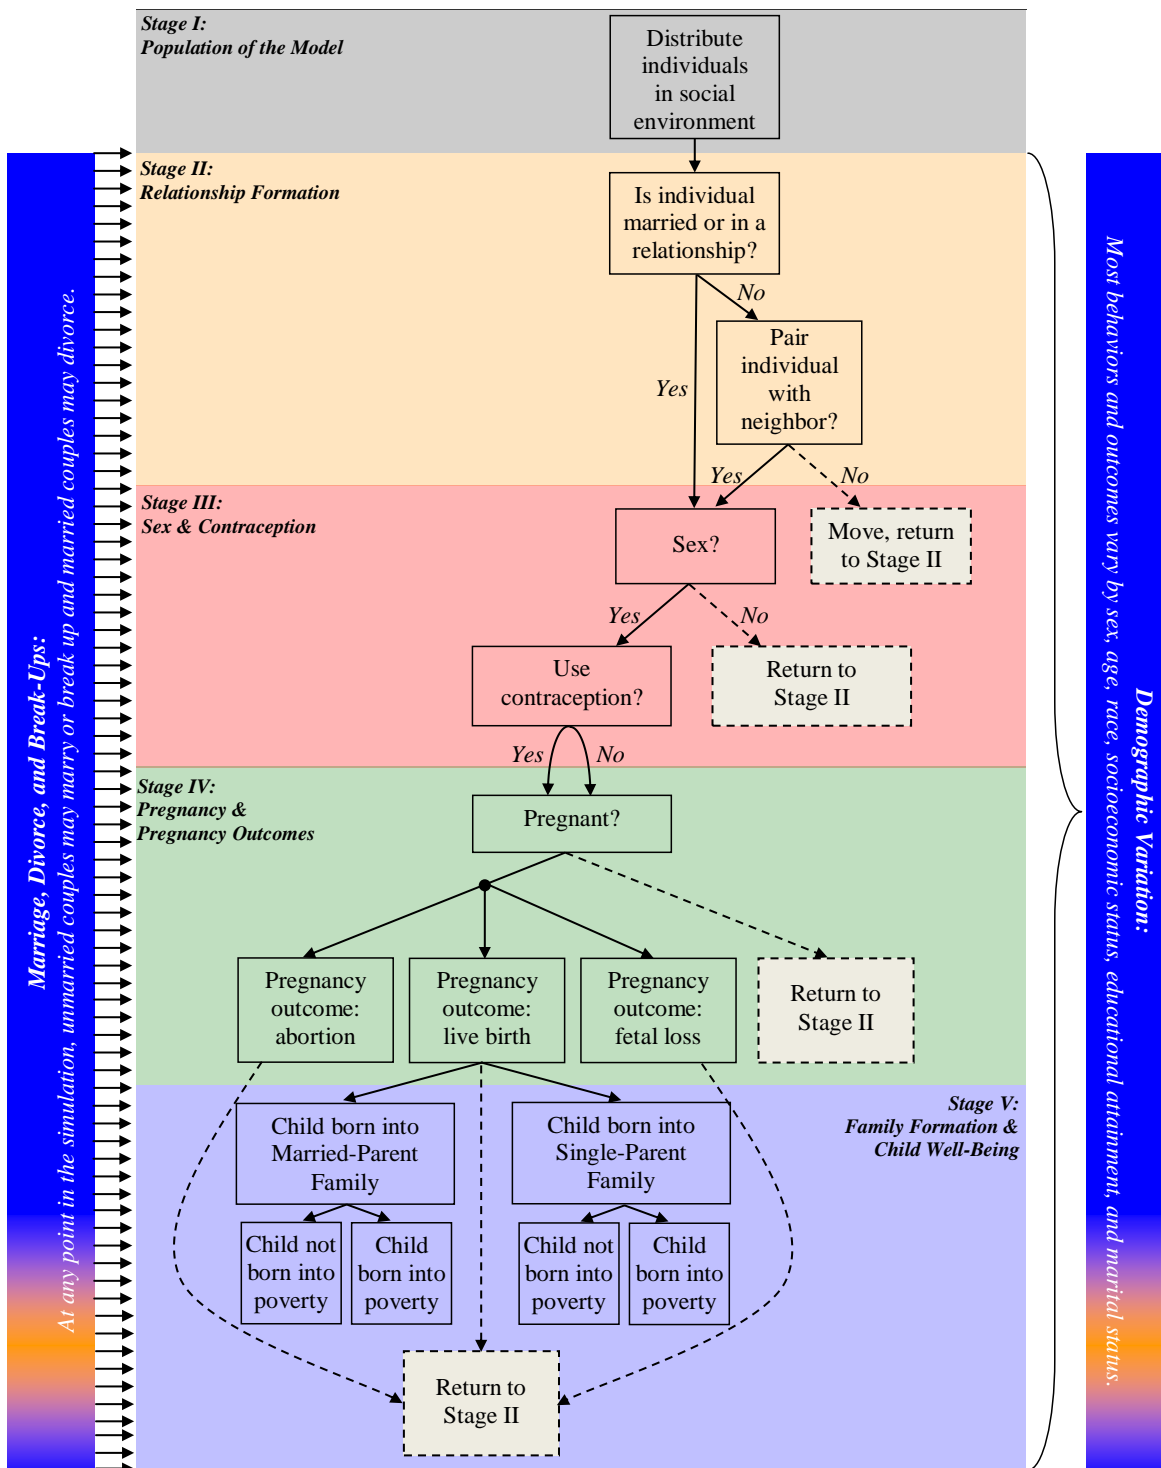 Stage I:
Population of the Model
Distribute
individuals
in social
environment
Stage II:
Relationship Formation
Is individual
married or in a
relationship?
No
Yes
Pair
individual
with
neighbor?
Yes
No
Stage III:
Sex & Contraception
Sex?
Move, return
to Stage II
Yes
No
Use
contraception?
Return to
Stage II
Yes
No
Stage IV:
Pregnancy &
Pregnancy Outcomes
Pregnant?
Pregnancy
outcome:
abortion
Pregnancy
outcome:
live birth
Pregnancy
outcome:
fetal loss
Return to
Stage II
Stage V:
Family Formation &
Child Well-Being
Child born into
Married-Parent
Family
Child born into
Single-Parent
Family
Child not
born into
poverty
Child
born into
poverty
Child not
born into
poverty
Child
born into
poverty
Return to
Stage II
Marriage, Divorce, and Break-Ups:
At any point in the simulation, unmarried couples may marry or break up and married couples may divorce.
Demographic Variation:
Most behaviors and outcomes vary by sex, age, race, socioeconomic status, educational attainment, and marital status.